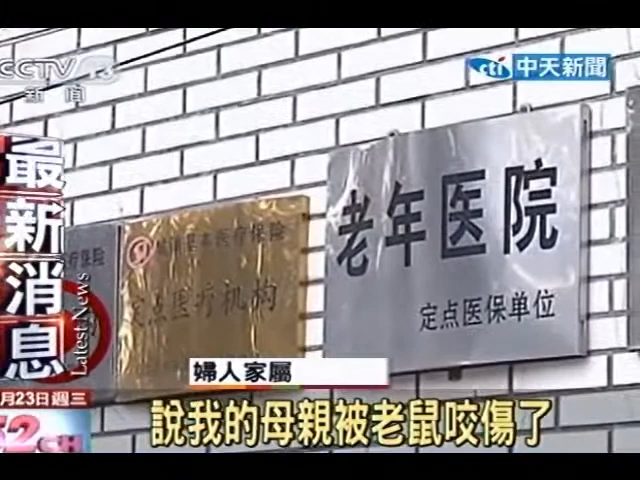 CCTV 13
新闻
cti 中天新聞
最新消息
Latest News
老年医院
定点医保单位
医疗保险
定点医疗机构
婦人家屬
說我的母親被老鼠咬傷了
月23日週三
52CH